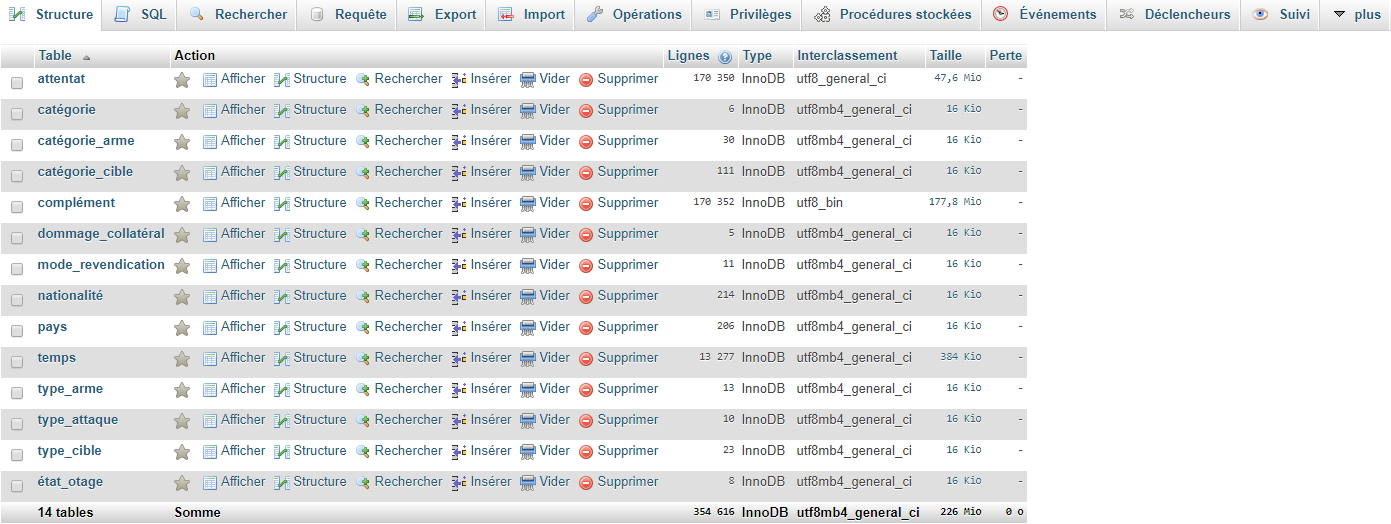 Structure SQL Rechercher Requête Export Import Opérations Privilèges Procédures stockées Événements Déclencheurs Suivi plus
Table Action Lignes Type Interclassement Taille Perte
attentat Afficher Structure Rechercher Insérer Vider Supprimer 170 350 InnoDB utf8_general_ci 47,6 Mio -
catégorie Afficher Structure Rechercher Insérer Vider Supprimer 6 InnoDB utf8mb4_general_ci 16 Kio -
catégorie_arme Afficher Structure Rechercher Insérer Vider Supprimer 30 InnoDB utf8mb4_general_ci 16 Kio -
catégorie_cible Afficher Structure Rechercher Insérer Vider Supprimer 111 InnoDB utf8mb4_general_ci 16 Kio -
complément Afficher Structure Rechercher Insérer Vider Supprimer 170 352 InnoDB utf8_bin 177,8 Mio -
dommage_collatéral Afficher Structure Rechercher Insérer Vider Supprimer 5 InnoDB utf8mb4_general_ci 16 Kio -
mode_revendication Afficher Structure Rechercher Insérer Vider Supprimer 11 InnoDB utf8mb4_general_ci 16 Kio -
nationalité Afficher Structure Rechercher Insérer Vider Supprimer 214 InnoDB utf8mb4_general_ci 16 Kio -
pays Afficher Structure Rechercher Insérer Vider Supprimer 206 InnoDB utf8mb4_general_ci 16 Kio -
temps Afficher Structure Rechercher Insérer Vider Supprimer 13 277 InnoDB utf8mb4_general_ci 384 Kio -
type_arme Afficher Structure Rechercher Insérer Vider Supprimer 13 InnoDB utf8mb4_general_ci 16 Kio -
type_attaque Afficher Structure Rechercher Insérer Vider Supprimer 10 InnoDB utf8mb4_general_ci 16 Kio -
type_cible Afficher Structure Rechercher Insérer Vider Supprimer 23 InnoDB utf8mb4_general_ci 16 Kio -
état_otage Afficher Structure Rechercher Insérer Vider Supprimer 8 InnoDB utf8mb4_general_ci 16 Kio -
14 tables Somme 354 616 InnoDB utf8mb4_general_ci 226 Mio 0 o